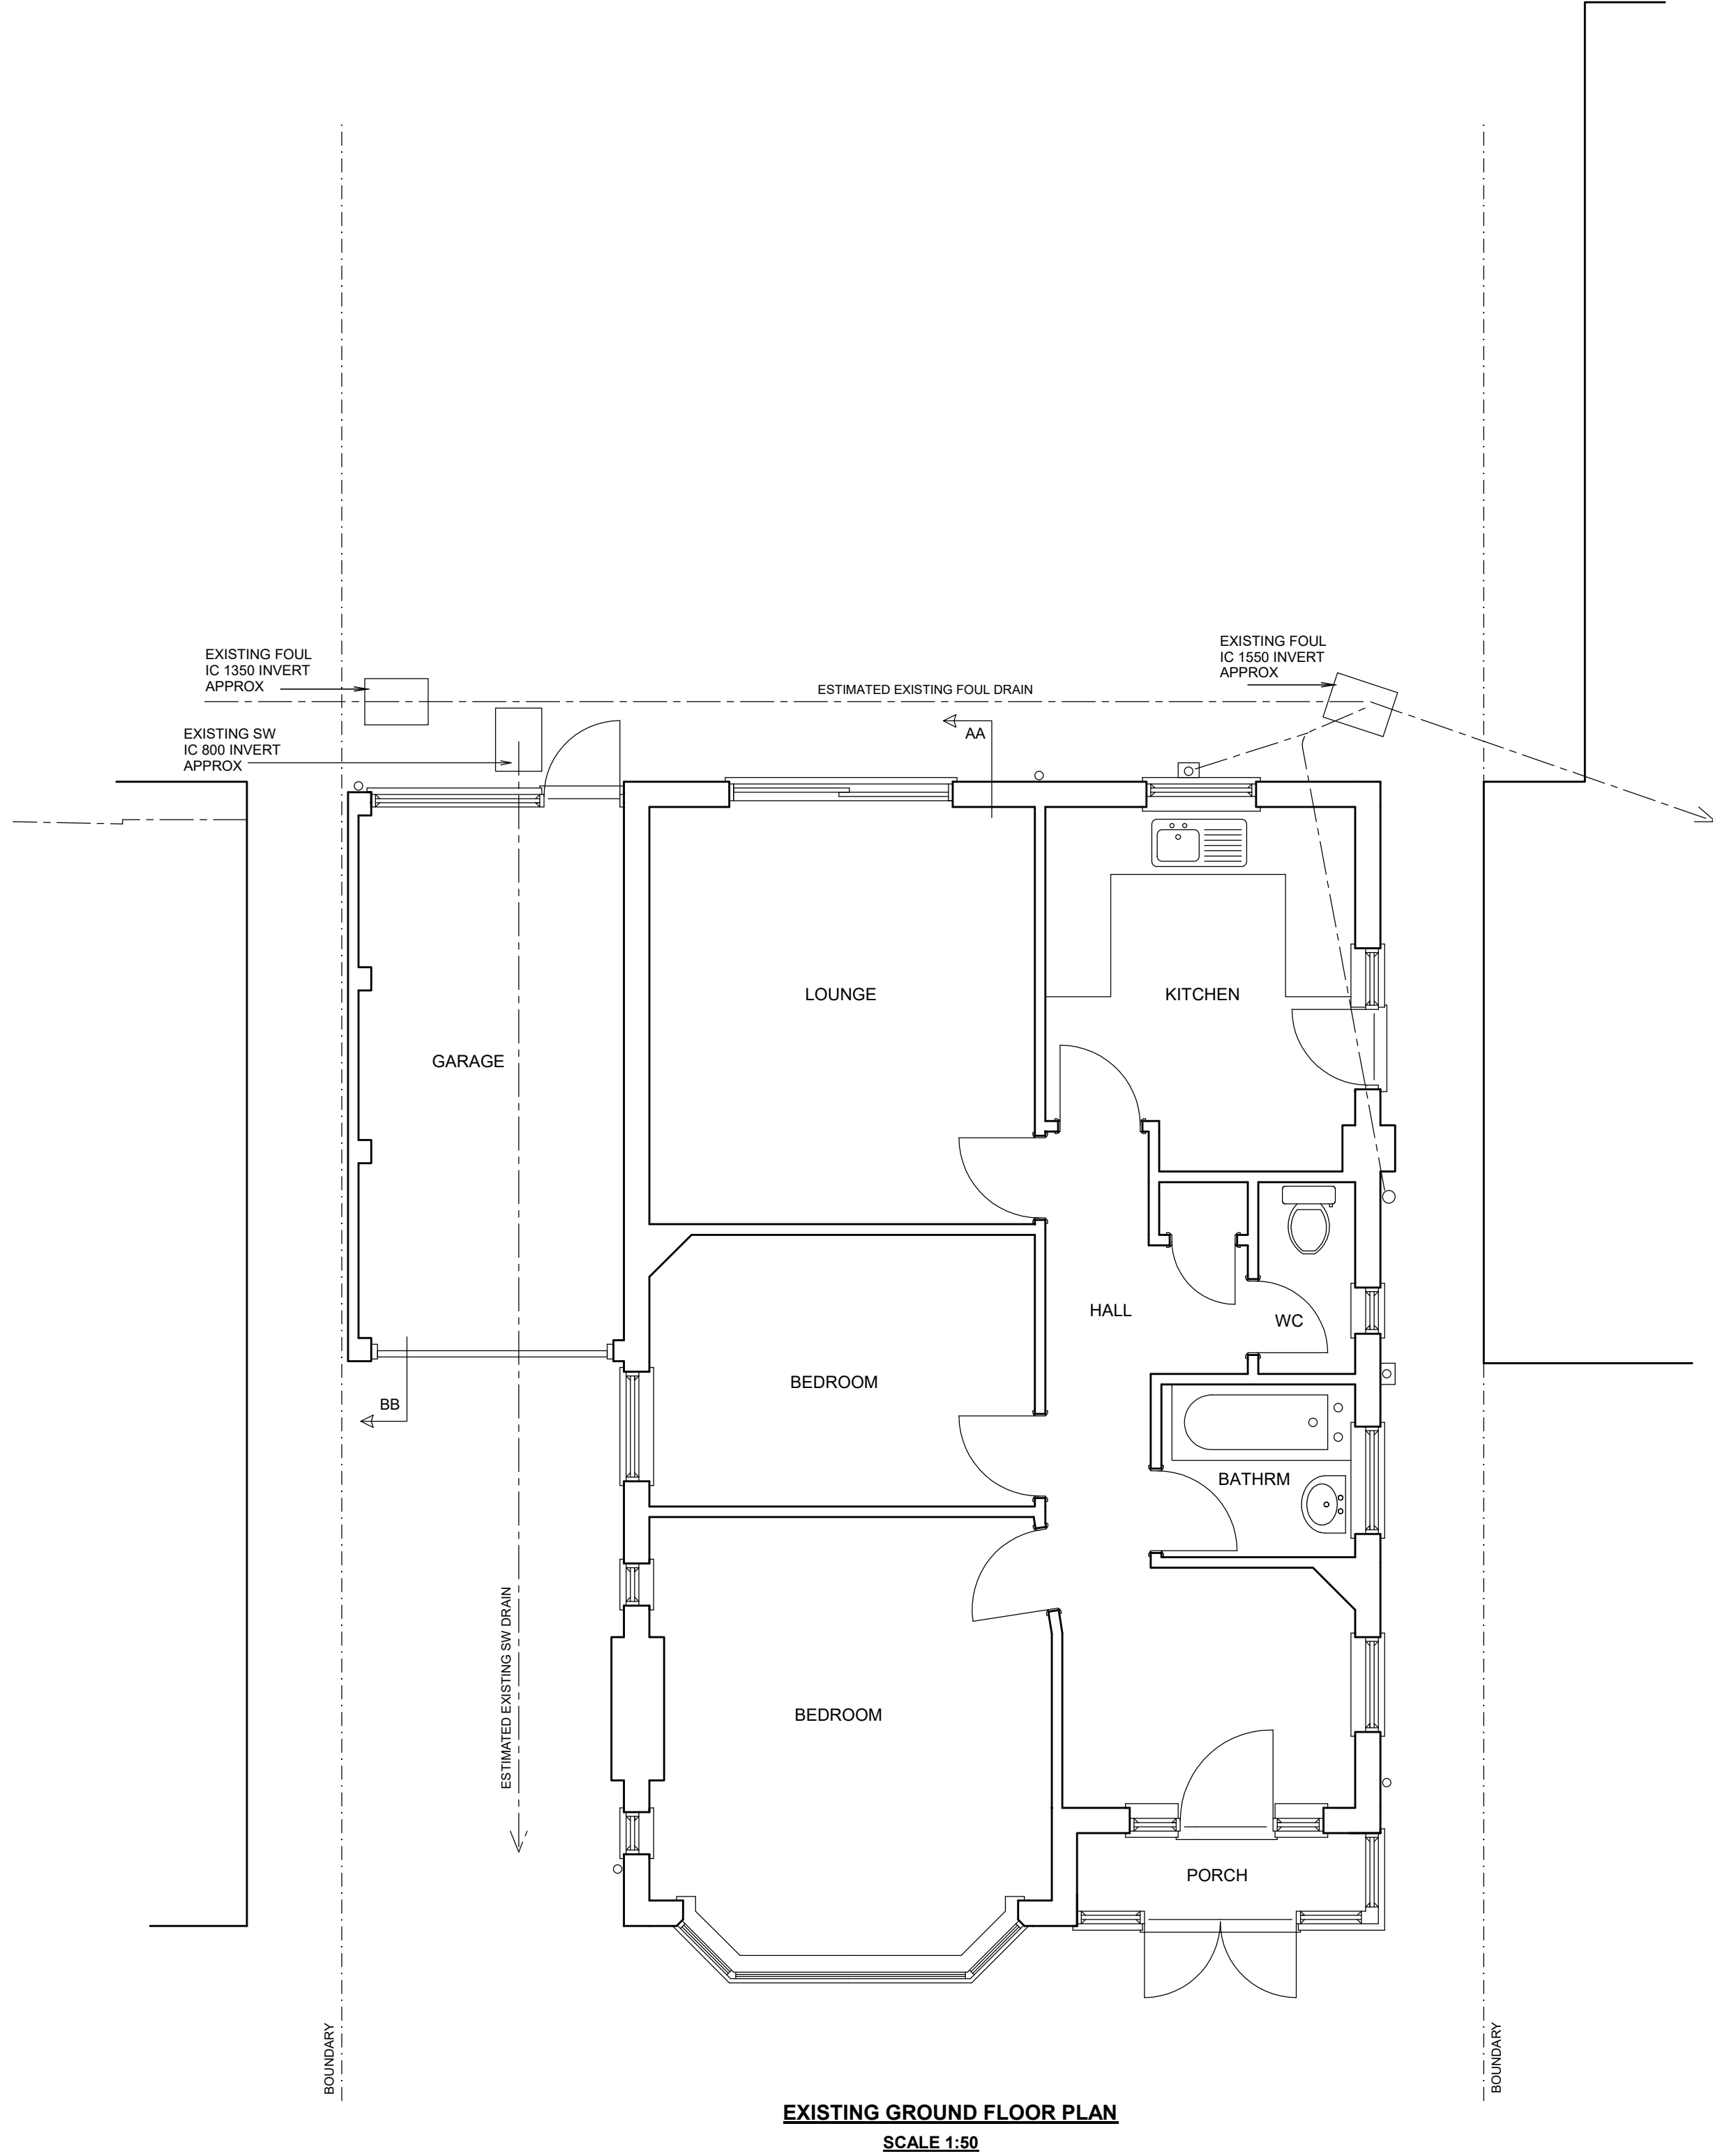 EXISTING FOUL
IC 1550 INVERT
APPROX
EXISTING FOUL
IC 1350 INVERT
APPROX
ESTIMATED EXISTING FOUL DRAIN
EXISTING SW
IC 800 INVERT
APPROX
AA
LOUNGE
KITCHEN
GARAGE
HALL
WC
BEDROOM
BB
BATHRM
ESTIMATED EXISTING SW DRAIN
BEDROOM
PORCH
BOUNDARY
BOUNDARY
EXISTING GROUND FLOOR PLAN
SCALE 1:50